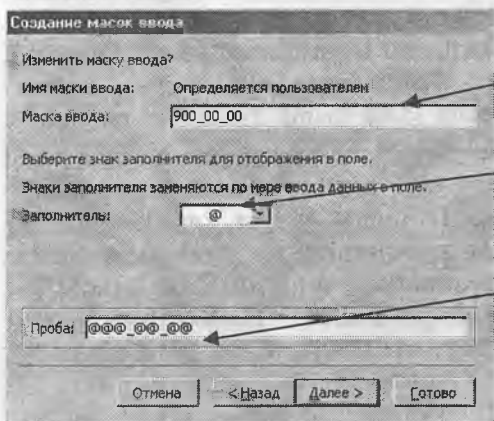 Создание масок ввода
Изменить маску ввода?
Имя маски ввода: Определяется пользователем
Маска ввода: 900_00_00
Выберите знак заполнителя для отображения в поле.
Знаки заполнителя заменяются по мере ввода данных в поле.
Заполнитель: @
Проба: @@@_@@_@@
Отмена < Назад Далее > Готово